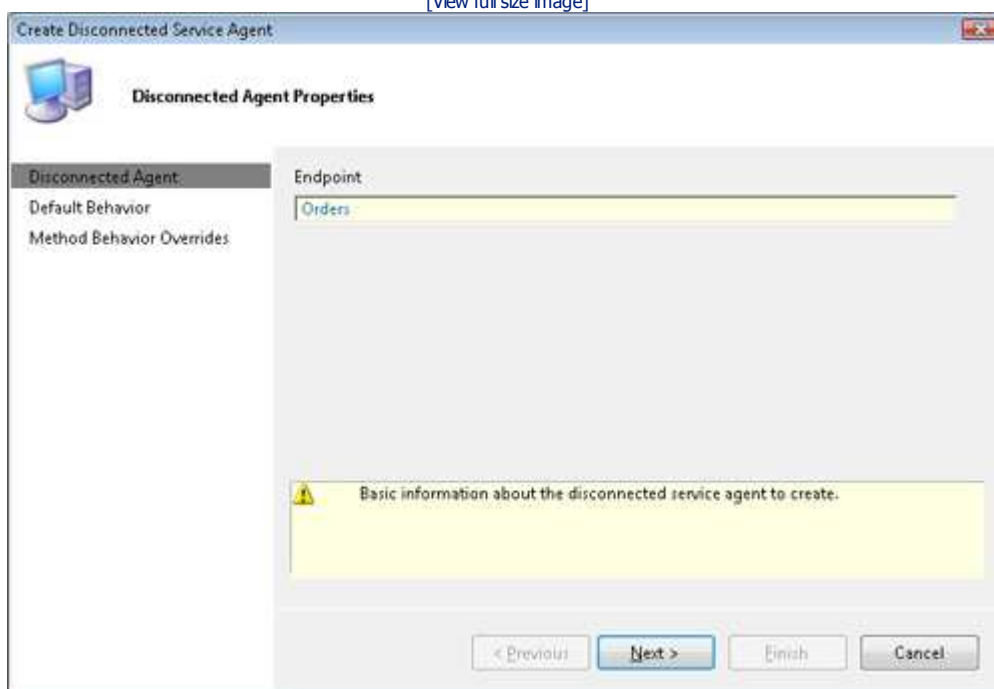 [View full size image]
Create Disconnected Service Agent
Disconnected Agent Properties
Disconnected Agent
Default Behavior
Method Behavior Overrides
Endpoint
Orders
Basic information about the disconnected service agent to create.
< Previous
Next >
Finish
Cancel